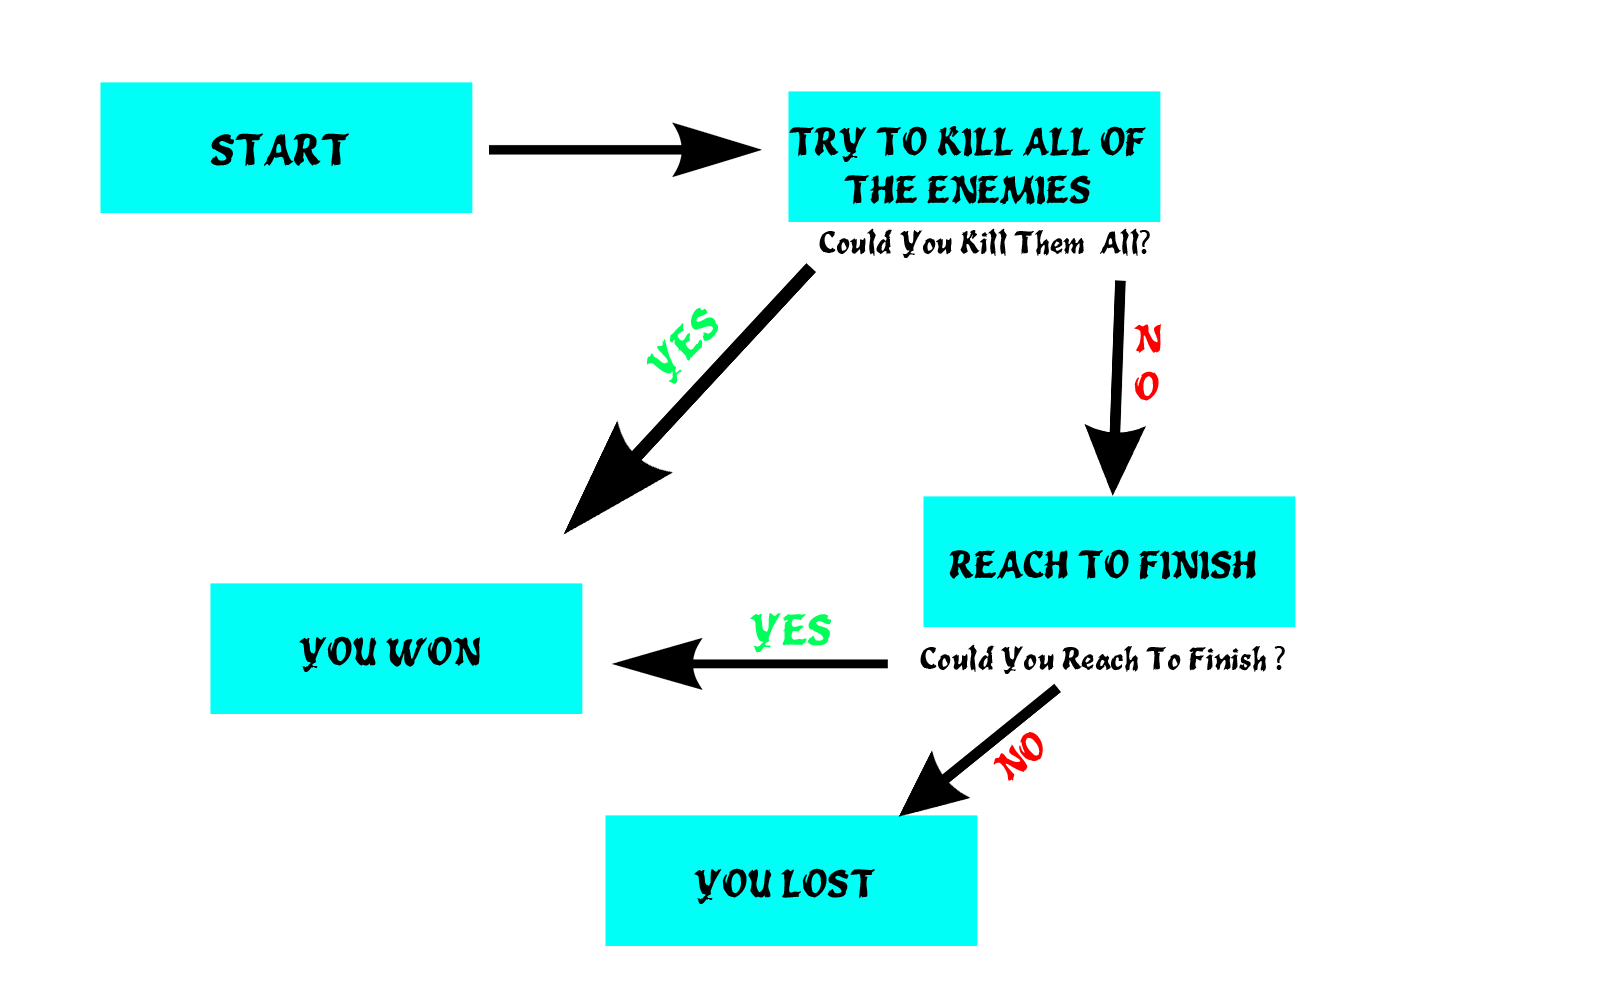 START
TRY TO KILL ALL OF
THE ENEMIES
Could You Kill Them All?
YES
N
O
REACH TO FINISH
Could You Reach To Finish ?
YES
YOU WON
NO
YOU LOST